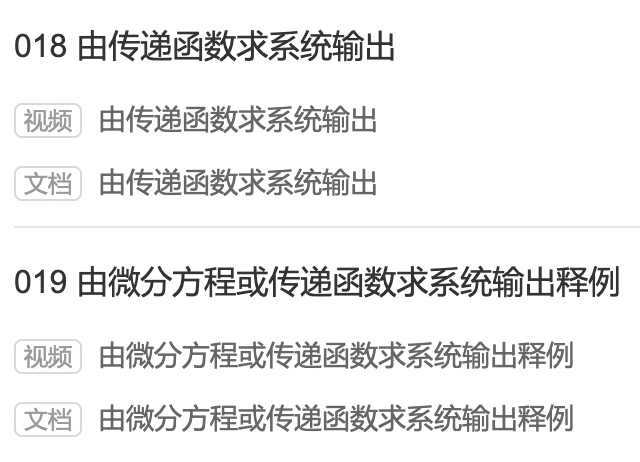 018 由传递函数求系统输出
视频 由传递函数求系统输出
文档 由传递函数求系统输出
019 由微分方程或传递函数求系统输出释例
视频 由微分方程或传递函数求系统输出释例
文档 由微分方程或传递函数求系统输出释例